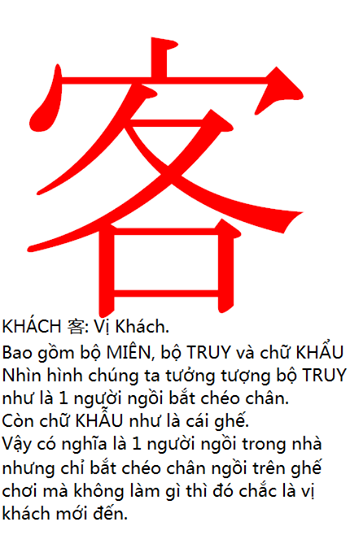 客
KHÁCH 客: Vị Khách.
Bao gồm bộ MIÊN, bộ TRUY và chữ KHẨU
Nhìn hình chúng ta tưởng tượng bộ TRUY
như là 1 người ngồi bắt chéo chân.
Còn chữ KHẨU như là cái ghế.
Vậy có nghĩa là 1 người ngồi trong nhà
nhưng chỉ bắt chéo chân ngồi trên ghế
chơi mà không làm gì thì đó chắc là vị
khách mới đến.